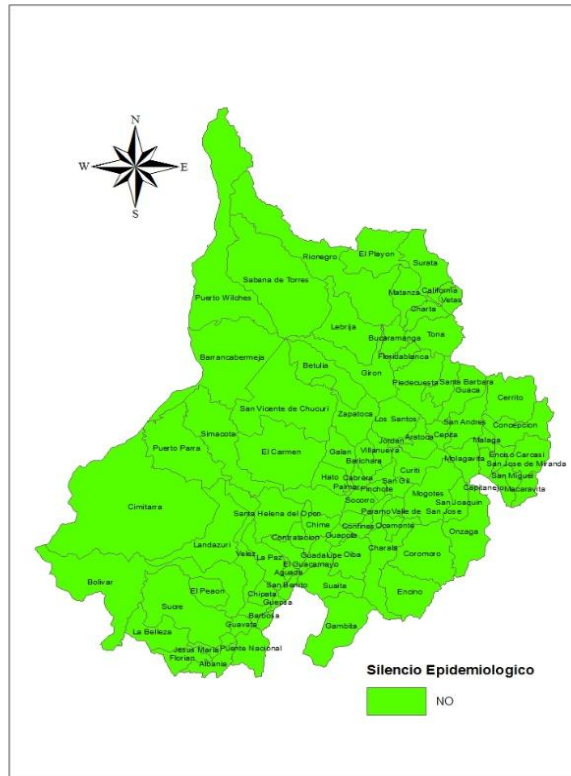 N
W E
S
El Playon
Rionegro
Surata
Sabana de Torres
California
Matanza
Vetas
Puerto Wilches
Charta
Lebrija
Tona
Bucaramanga
Barrancabermeja
Floridablanca
Betulia
Giron
Piedecuesta
Santa Barbara
Guaca
Cerrito
San Vicente de Chucuri
Zapatoca
Los Santos
San Andres
Concepcion
Simacota
Jordan
Aratoca
Cepita
Malaga
Puerto Parra
El Carmen
Galan
Villanueva
Enciso
Carcasi
Barichara
Molagavita
San Jose de Miranda
Curiti
Hato
Cabrera
San Gil
San Miguel
Palmar
Pinchote
Mogotes
Capitanejo
Macaravita
Cimitarra
Socorro
San Joaquin
Santa Helena del Opon
Paramo
Valle de San Jose
Chima
Confines
Ocamonte
Onzaga
Contratacion
Guapota
Landazuri
Charala
Velez
La Paz
Guadalupe
Oiba
Coromoro
El Guacamayo
Aguada
Bolivar
San Benito
El Peñon
Chipata
Suaita
Encino
Sucre
Guepsa
Barbosa
Guavata
Gambita
La Belleza
Jesus Maria
Puente Nacional
Florian
Albania
Silencio Epidemiologico
NO